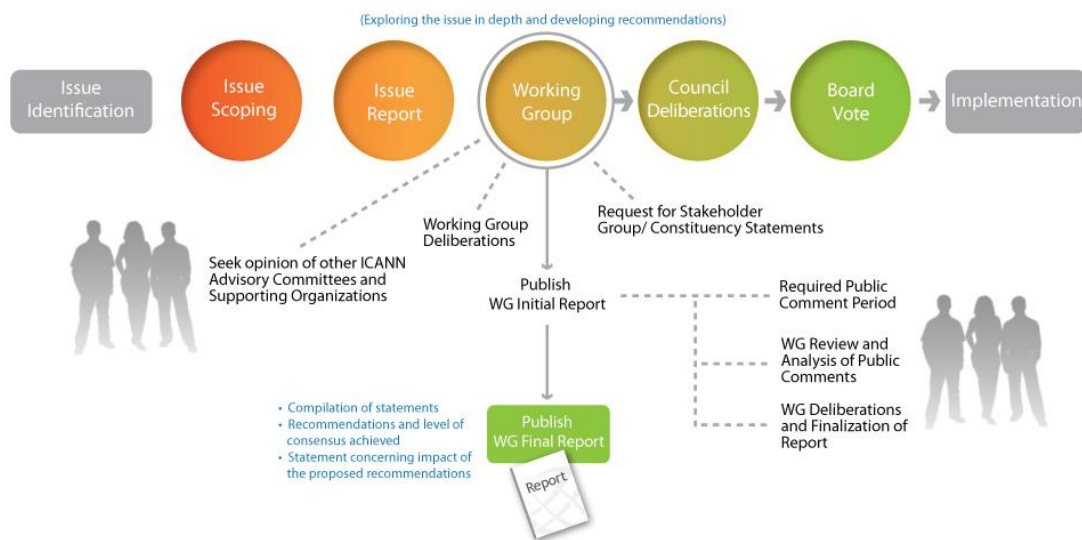 (Exploring the issue in depth and developing recommendations)
Issue
Identification
Issue
Scoping
Issue
Report
Working
Group
Council
Deliberations
Board
Vote
Implementation
Seek opinion of other ICANN
Advisory Committees and
Supporting Organizations
Working Group
Deliberations
Request for Stakeholder
Group/ Constituency Statements
Publish
WG Initial Report
Required Public
Comment Period
WG Review and
Analysis of Public
Comments
WG Deliberations
and Finalization of
Report
• Compilation of statements
• Recommendations and level of
consensus achieved
• Statement concerning impact of
the proposed recommendations
Publish
WG Final Report
Report